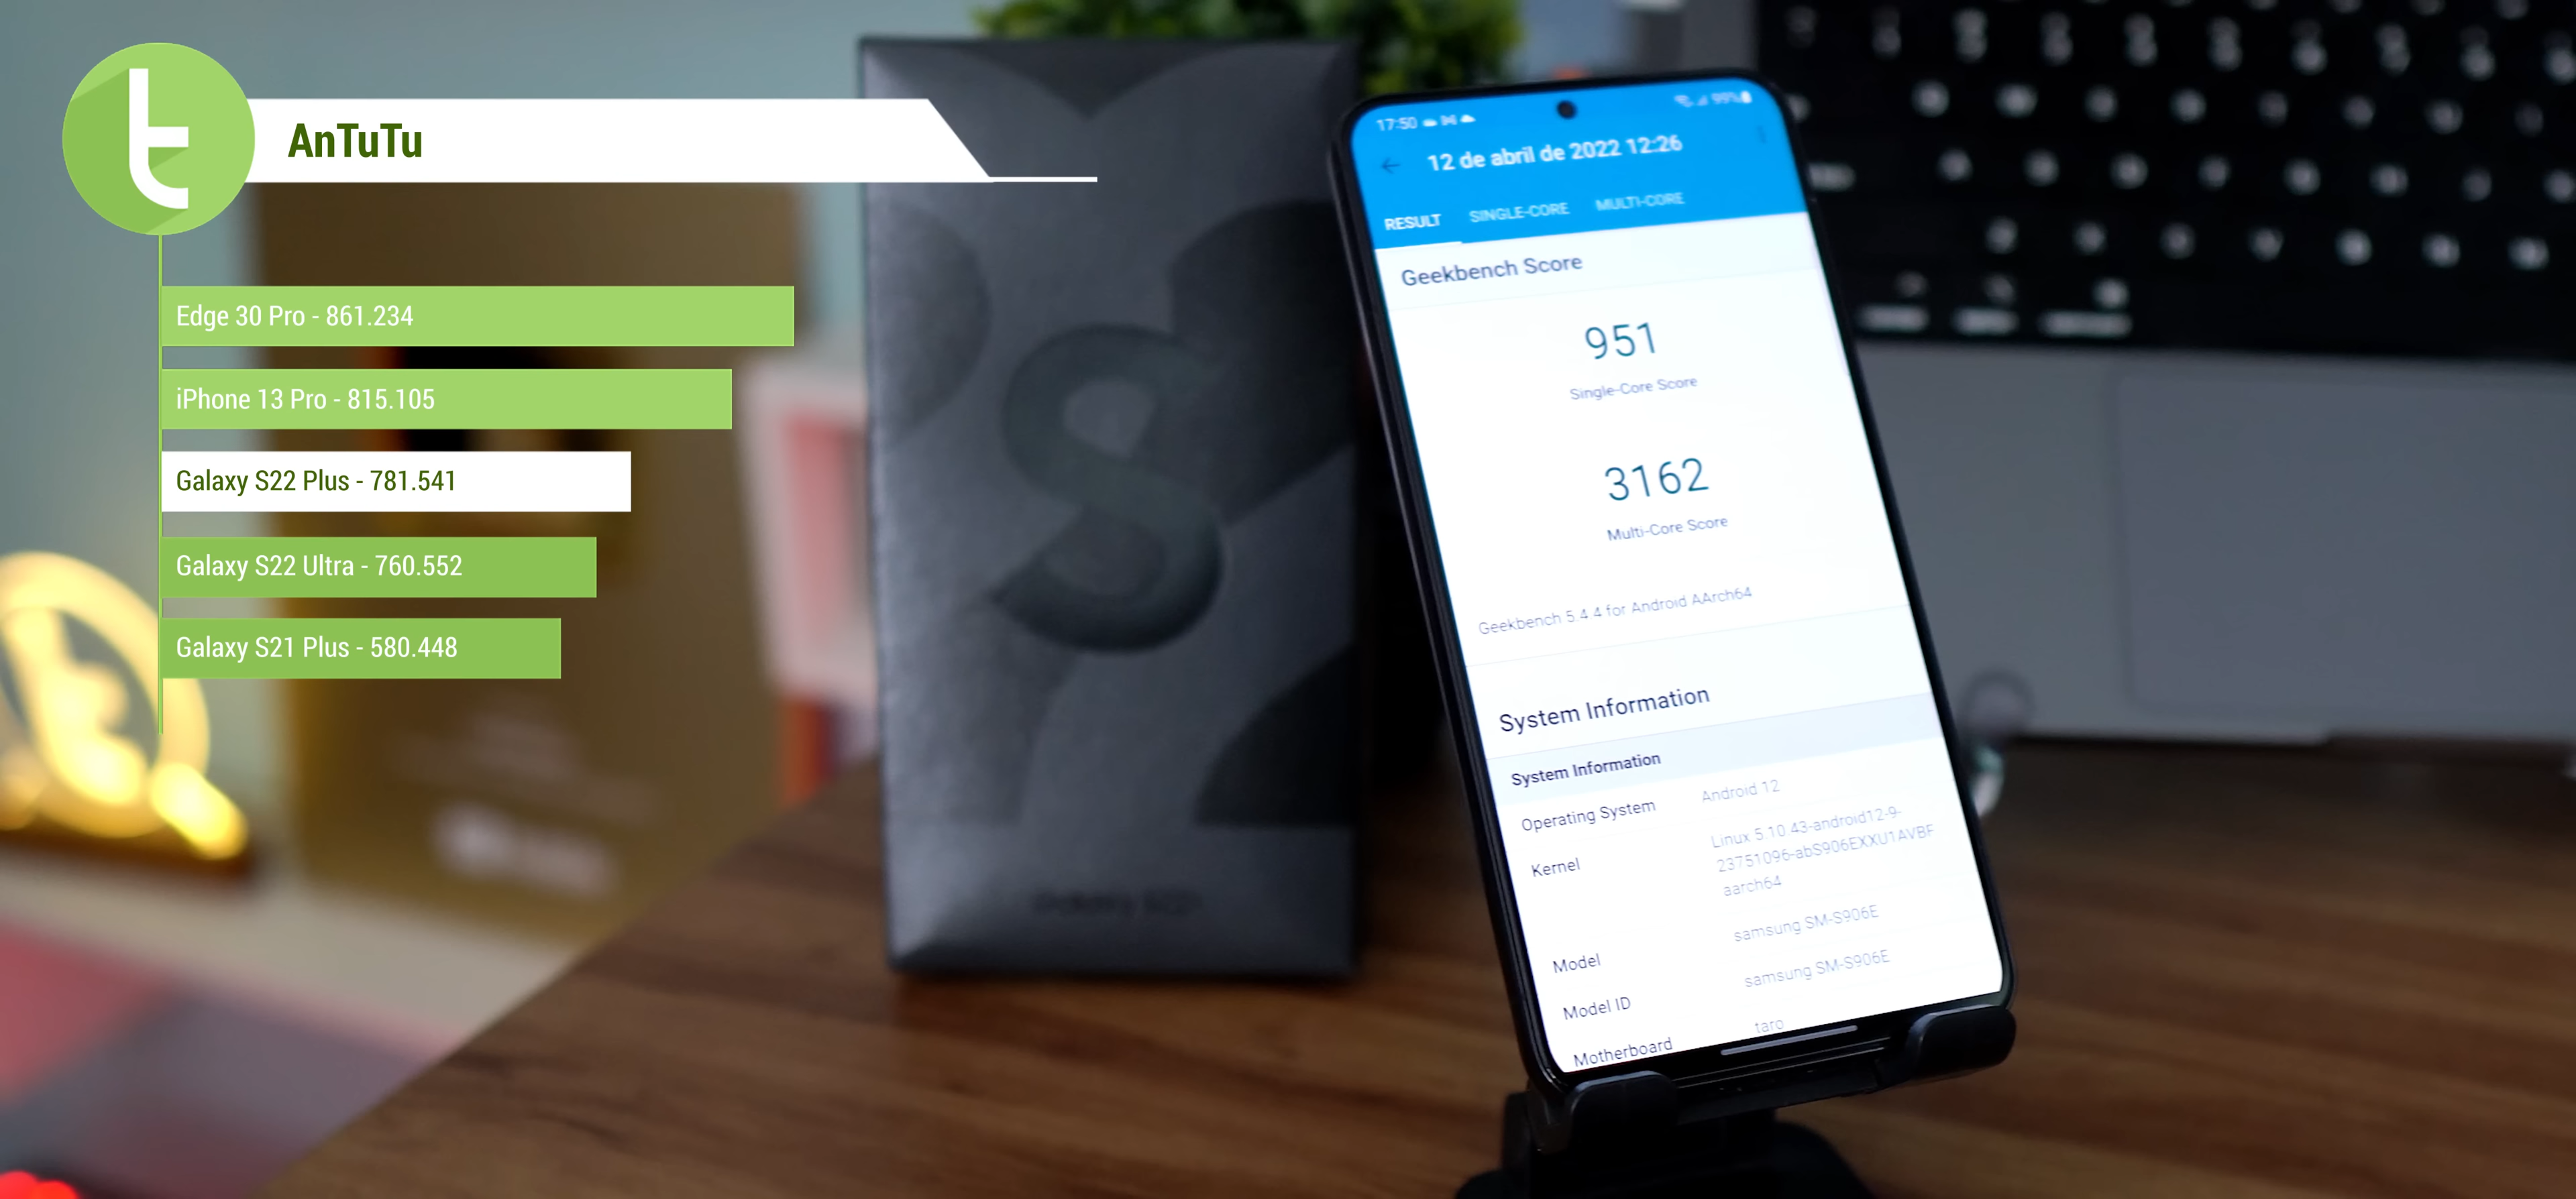 AnTuTu
Edge 30 Pro - 861.234
iPhone 13 Pro - 815.105
Galaxy S22 Plus - 781.541
Galaxy S22 Ultra - 760.552
Galaxy S21 Plus - 580.448
S
17:50
99%
12 de abril de 2022 12:26
RESULT SINGLE-CORE MULTI-CORE
Geekbench Score
951
Single-Core Score
3162
Multi-Core Score
Geekbench 5.4.4 for Android AArch64
System Information
System Information
Operating System Android 12
Kernel Linux 5.10.43-android12-9-
23751096-abS906EXXU1AVBF
aarch64
Model samsung SM-S906E
Model ID samsung SM-S906E
Motherboard taro